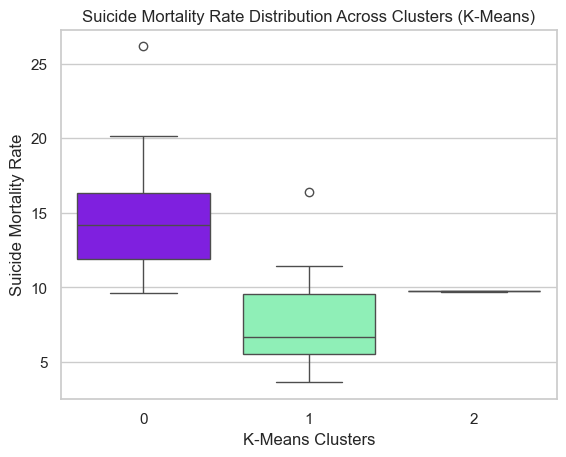 Suicide Mortality Rate Distribution Across Clusters (K-Means)
25
20
15
10
5
Suicide Mortality Rate
0 1 2
K-Means Clusters